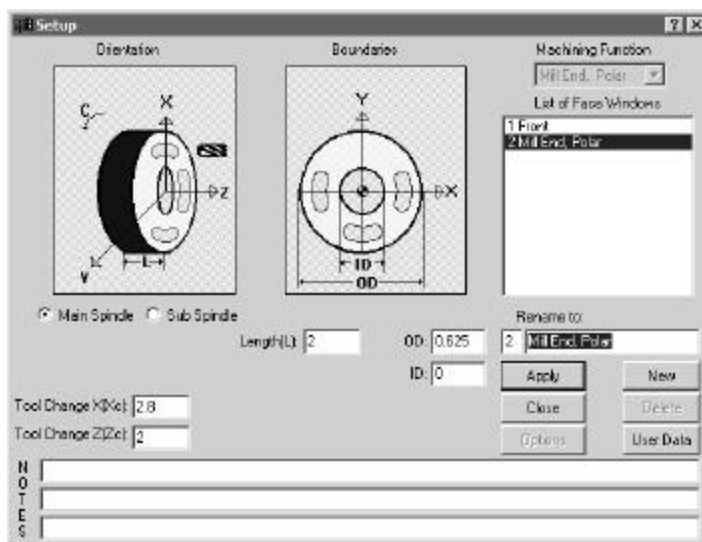 Setup
Orientation
Boundaries
Machining Function
Mill End, Polar
List of Face Windows
1 Front
2 Mill End, Polar
C
X
Z
Y
L
Y
X
ID
OD
Main Spindle
Sub Spindle
Rename to:
Length(L): 2
OD: 0.625
2 Mill End, Polar
ID: 0
Apply
New
Tool Change X(Xc): 2.8
Close
Delete
Tool Change Z(Zc): 2
Options
User Data
NOTES